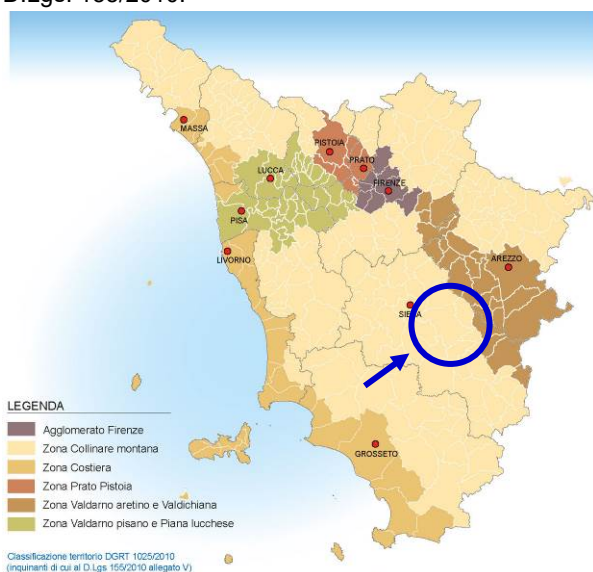 D.Lgs. 155/2010.
MASSA
PISTOIA
PRATO
LUCCA
FIRENZE
PISA
LIVORNO
AREZZO
SIENA
GROSSETO
LEGENDA
Agglomerato Firenze
Zona Collinare montana
Zona Costiera
Zona Prato Pistoia
Zona Valdarno aretino e Valdichiana
Zona Valdarno pisano e Piana lucchese
Classificazione territorio DGRT 1025/2010
(inquinanti di cui al D.Lgs 155/2010 allegato V)